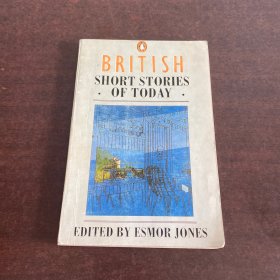 BRITISH
SHORT STORIES
• OF TODAY •
EDITED BY ESMOR JONES